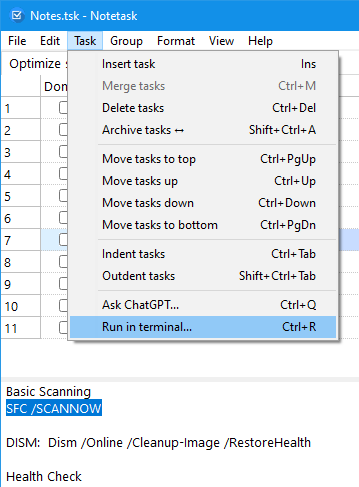 Notes.tsk - Notetask
File Edit Task Group Format View Help
Optimize
Insert task Ins
Merge tasks Ctrl+M
Delete tasks Ctrl+Del
Archive tasks ↔ Shift+Ctrl+A
Move tasks to top Ctrl+PgUp
Move tasks up Ctrl+Up
Move tasks down Ctrl+Down
Move tasks to bottom Ctrl+PgDn
Indent tasks Ctrl+Tab
Outdent tasks Shift+Ctrl+Tab
Ask ChatGPT... Ctrl+Q
Run in terminal... Ctrl+R
1
2
3
4
5
6
7
8
9
10
11
Basic Scanning
SFC /SCANNOW
DISM: Dism /Online /Cleanup-Image /RestoreHealth
Health Check